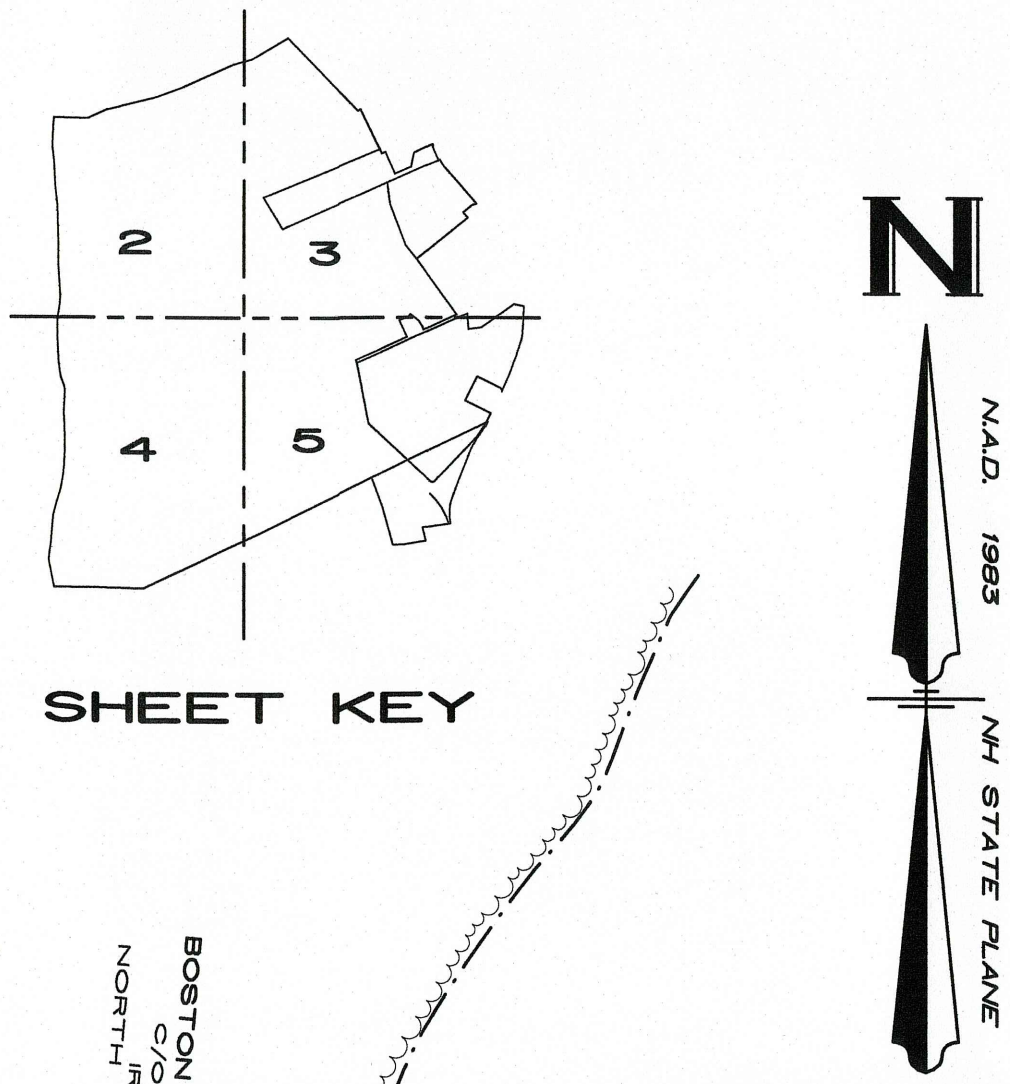 2
3
4
5
SHEET KEY
N
N.A.D. 1983
NH STATE PLANE
BOSTON
C/O
NORTH